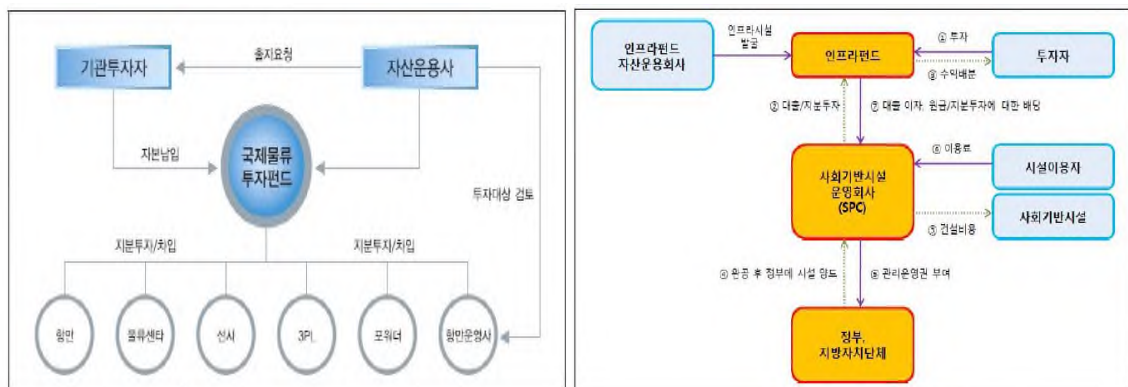 출자요청
기관투자자
자산운용사
자본납입
국제물류
투자펀드
투자대상 검토
지분투자/차입
지분투자/차입
항만
물류센타
선사
3PL
포워더
항만운영사
인프라펀드
자산운용회사
인프라시설
발굴
인프라펀드
① 투자
⑧ 수익배분
투자자
② 대출/지분투자
⑦ 대출 이자, 원금/지분투자에 대한 배당
사회기반시설
운영회사
(SPC)
⑥ 이용료
시설이용자
사회기반시설
③ 건설비용
④ 완공 후 정부에 시설 양도
⑤ 관리운영권 부여
정부,
지방자치단체